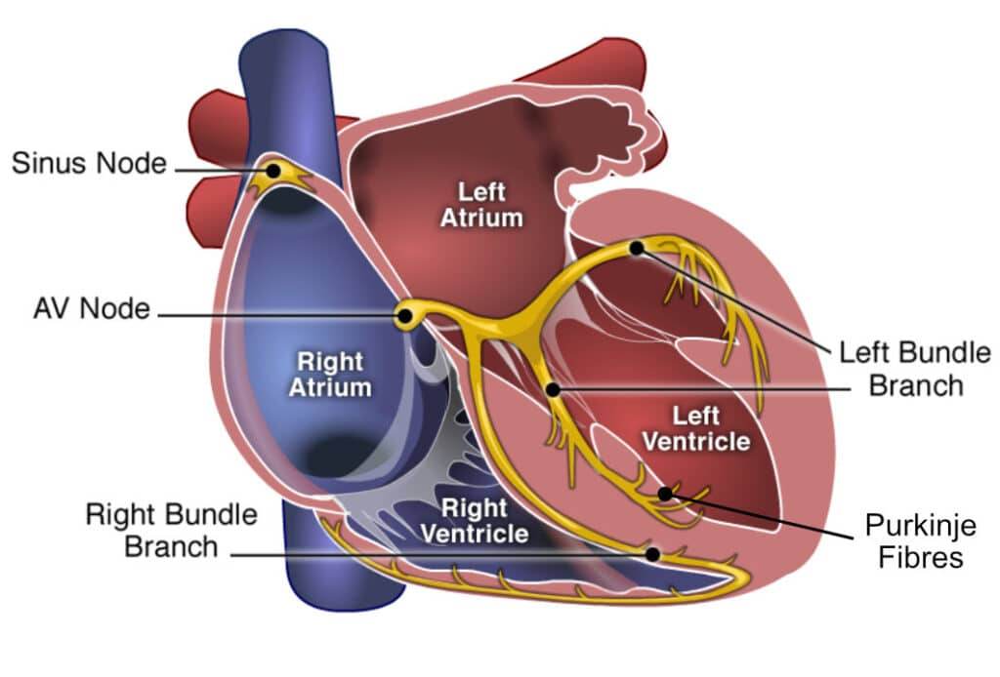 Sinus Node
Left
Atrium
AV Node
Right
Atrium
Left Bundle
Branch
Left
Ventricle
Right Bundle
Branch
Right
Ventricle
Purkinje
Fibres